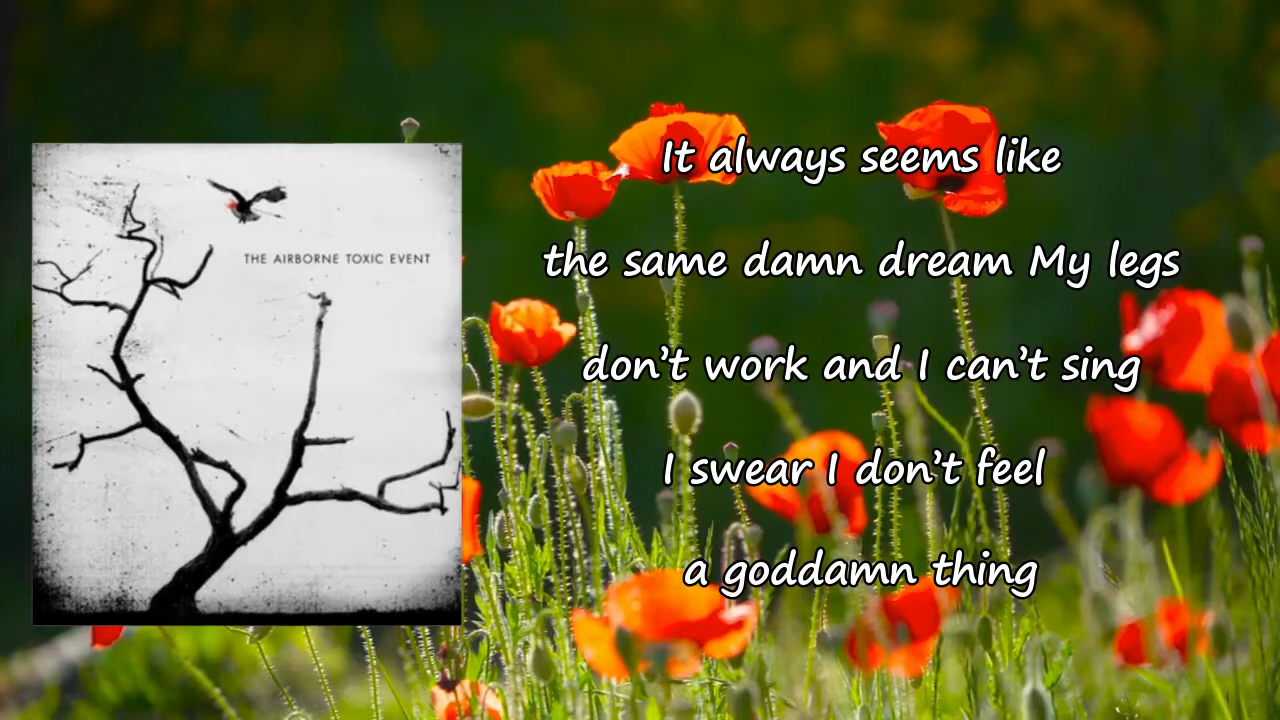 THE AIRBORNE TOXIC EVENT
It always seems like
the same damn dream My legs
don’t work and I can’t sing
I swear I don’t feel
a goddamn thing